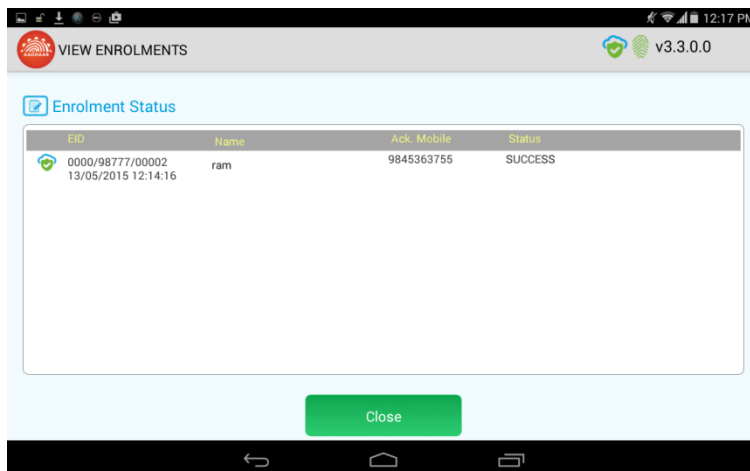 12:17 PM
AADHAAR
VIEW ENROLMENTS
v3.3.0.0
Enrolment Status
EID Name Ack. Mobile Status
0000/98777/00002 ram 9845363755 SUCCESS
13/05/2015 12:14:16
Close